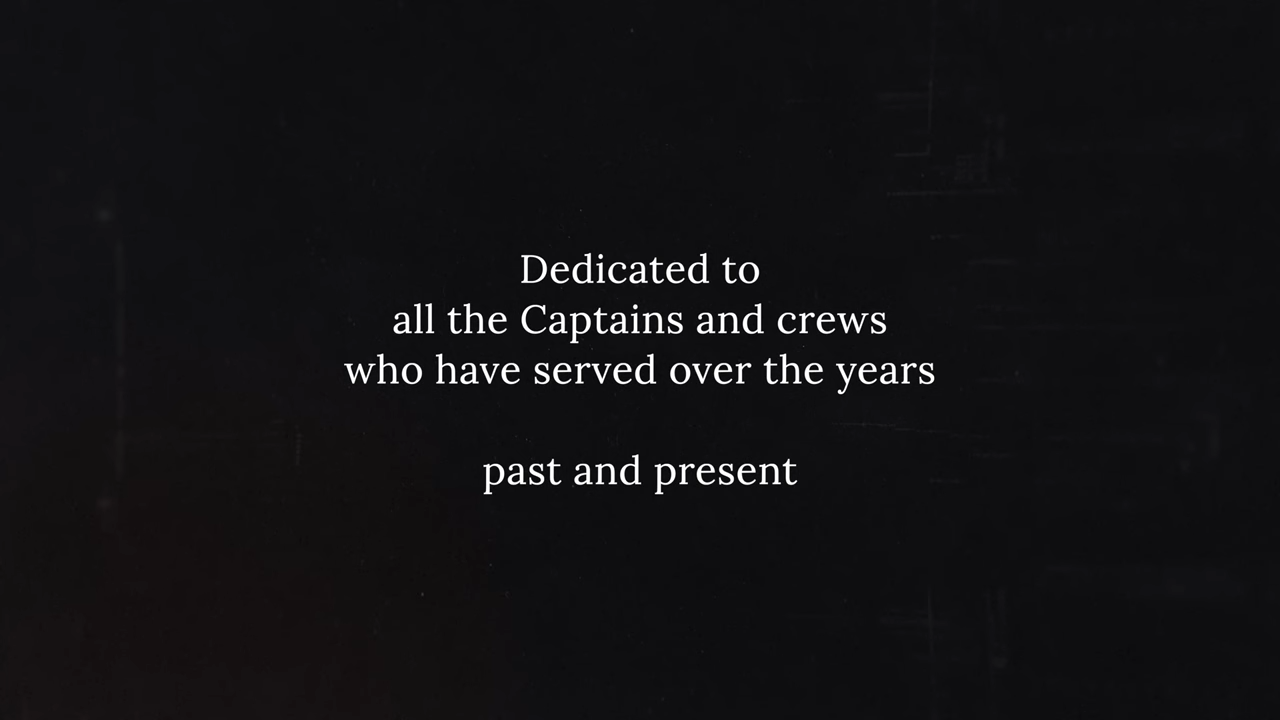 Dedicated to
all the Captains and crews
who have served over the years
past and present